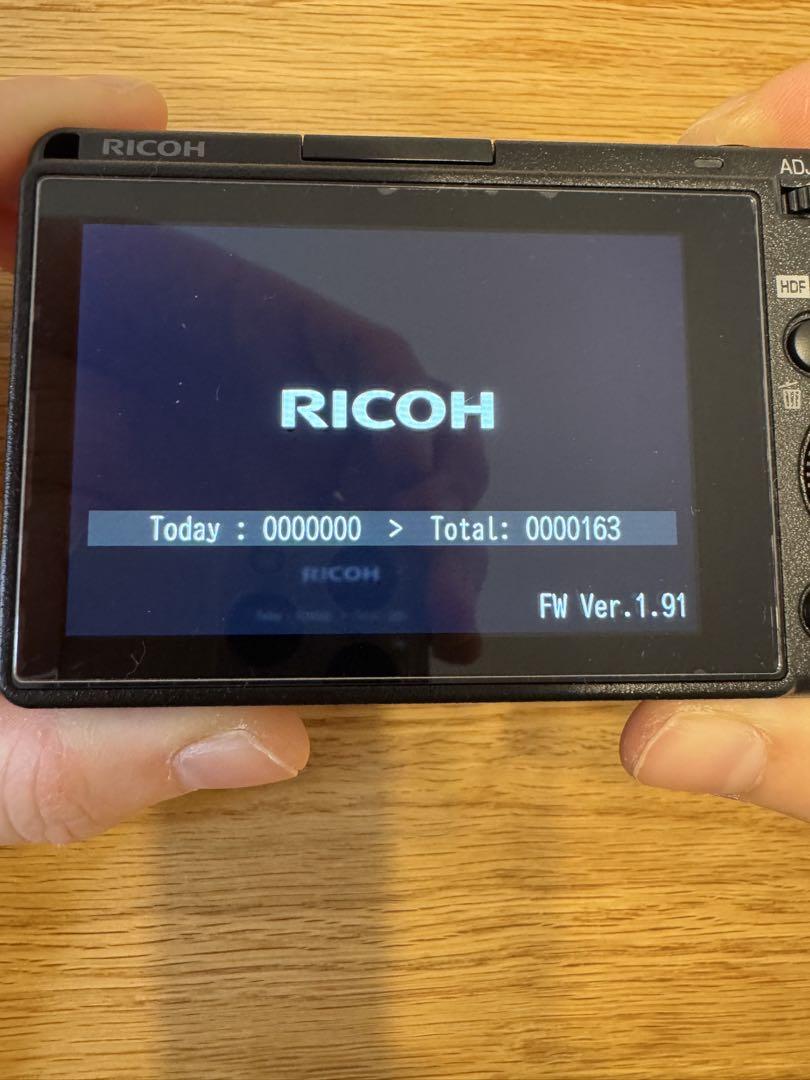 RICOH
ADJ
HDF
RICOH
Today : 0000000 > Total: 0000163
RICOH
FW Ver.1.91